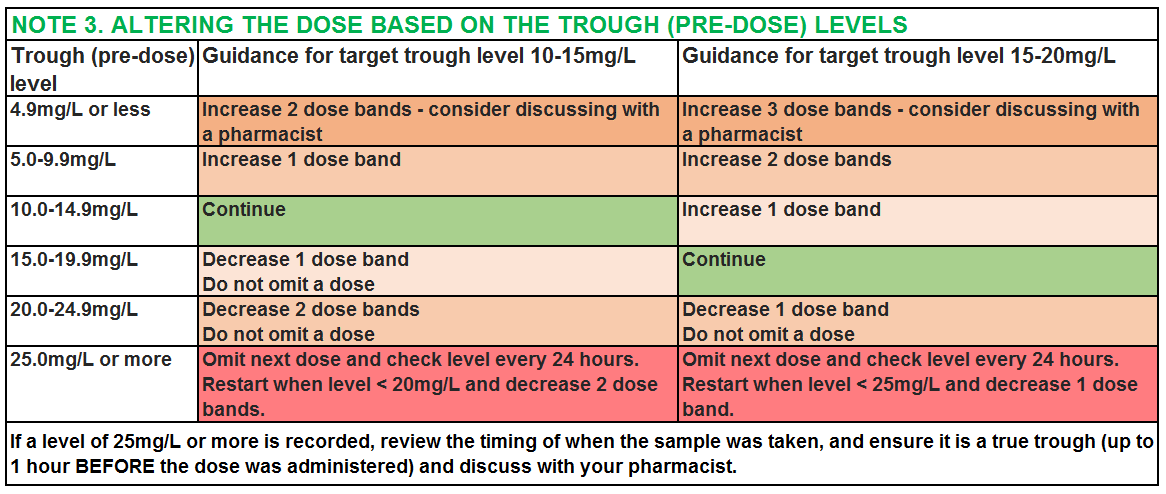 NOTE 3. ALTERING THE DOSE BASED ON THE TROUGH (PRE-DOSE) LEVELS
Trough (pre-dose)
level
Guidance for target trough level 10-15mg/L
Guidance for target trough level 15-20mg/L
4.9mg/L or less
Increase 2 dose bands - consider discussing with
a pharmacist
Increase 3 dose bands - consider discussing with
a pharmacist
5.0-9.9mg/L
Increase 1 dose band
Increase 2 dose bands
10.0-14.9mg/L
Continue
Increase 1 dose band
15.0-19.9mg/L
Decrease 1 dose band
Do not omit a dose
Continue
20.0-24.9mg/L
Decrease 2 dose bands
Do not omit a dose
Decrease 1 dose band
Do not omit a dose
25.0mg/L or more
Omit next dose and check level every 24 hours.
Restart when level < 20mg/L and decrease 2 dose
bands.
Omit next dose and check level every 24 hours.
Restart when level < 25mg/L and decrease 1 dose
band.
If a level of 25mg/L or more is recorded, review the timing of when the sample was taken, and ensure it is a true trough (up to
1 hour BEFORE the dose was administered) and discuss with your pharmacist.